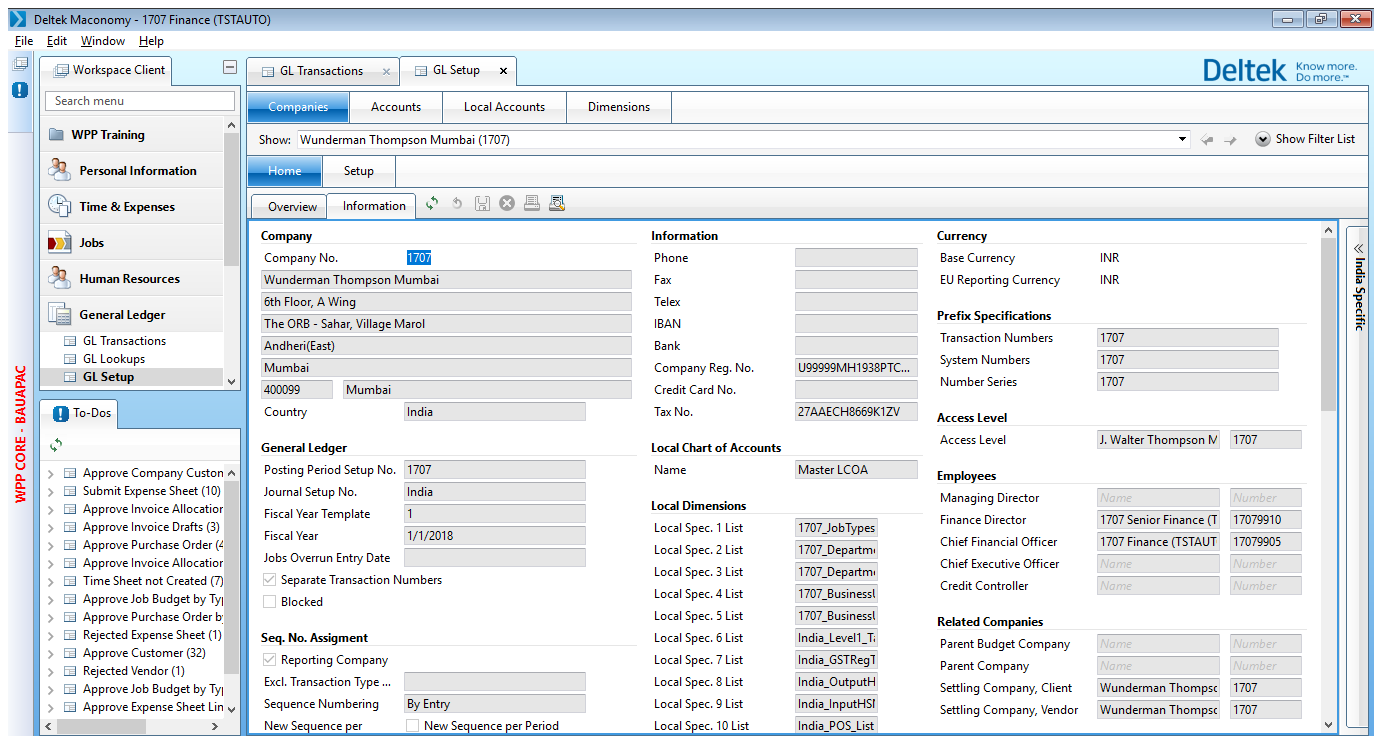 Deltek Maconomy - 1707 Finance (TSTAUTO)
File Edit Window Help
WPP CORE - BAUAPAC
Workspace Client
Search menu
WPP Training
Personal Information
Time & Expenses
Jobs
Human Resources
General Ledger
GL Transactions
GL Lookups
GL Setup
To-Dos
Approve Company Custon
Submit Expense Sheet (10)
Approve Invoice Allocation
Approve Invoice Drafts (3)
Approve Purchase Order (4
Approve Invoice Allocation
Time Sheet not Created (7)
Approve Job Budget by Typ
Approve Purchase Order by
Rejected Expense Sheet (1)
Approve Customer (32)
Rejected Vendor (1)
Approve Job Budget by Typ
Approve Expense Sheet Lin
GL Transactions GL Setup
Deltek Know more. Do more.™
Companies Accounts Local Accounts Dimensions
Show: Wunderman Thompson Mumbai (1707) Show Filter List
Home Setup
Overview Information
Company
Company No. 1707
Wunderman Thompson Mumbai
6th Floor, A Wing
The ORB - Sahar, Village Marol
Andheri(East)
Mumbai
400099 Mumbai
Country India
General Ledger
Posting Period Setup No. 1707
Journal Setup No. India
Fiscal Year Template 1
Fiscal Year 1/1/2018
Jobs Overrun Entry Date
Separate Transaction Numbers
Blocked
Seq. No. Assigment
Reporting Company
Excl. Transaction Type ...
Sequence Numbering By Entry
New Sequence per New Sequence per Period
Information
Phone
Fax
Telex
IBAN
Bank
Company Reg. No. U99999MH1938PTC...
Credit Card No.
Tax No. 27AAECH8669K1ZV
Local Chart of Accounts
Name Master LCOA
Local Dimensions
Local Spec. 1 List 1707_JobTypes
Local Spec. 2 List 1707_Departme
Local Spec. 3 List 1707_Departme
Local Spec. 4 List 1707_BusinessU
Local Spec. 5 List 1707_BusinessU
Local Spec. 6 List India_Level1_Ta
Local Spec. 7 List India_GSTRegT
Local Spec. 8 List India_OutputH
Local Spec. 9 List India_InputHSN
Local Spec. 10 List India_POS_List
Currency
Base Currency INR
EU Reporting Currency INR
Prefix Specifications
Transaction Numbers 1707
System Numbers 1707
Number Series 1707
Access Level
Access Level J. Walter Thompson M 1707
Employees
Managing Director Name Number
Finance Director 1707 Senior Finance (T 17079910
Chief Financial Officer 1707 Finance (TSTAUT 17079905
Chief Executive Officer Name Number
Credit Controller Name Number
Related Companies
Parent Budget Company Name Number
Parent Company Name Number
Settling Company, Client Wunderman Thompsc 1707
Settling Company, Vendor Wunderman Thompsc 1707
India Specific